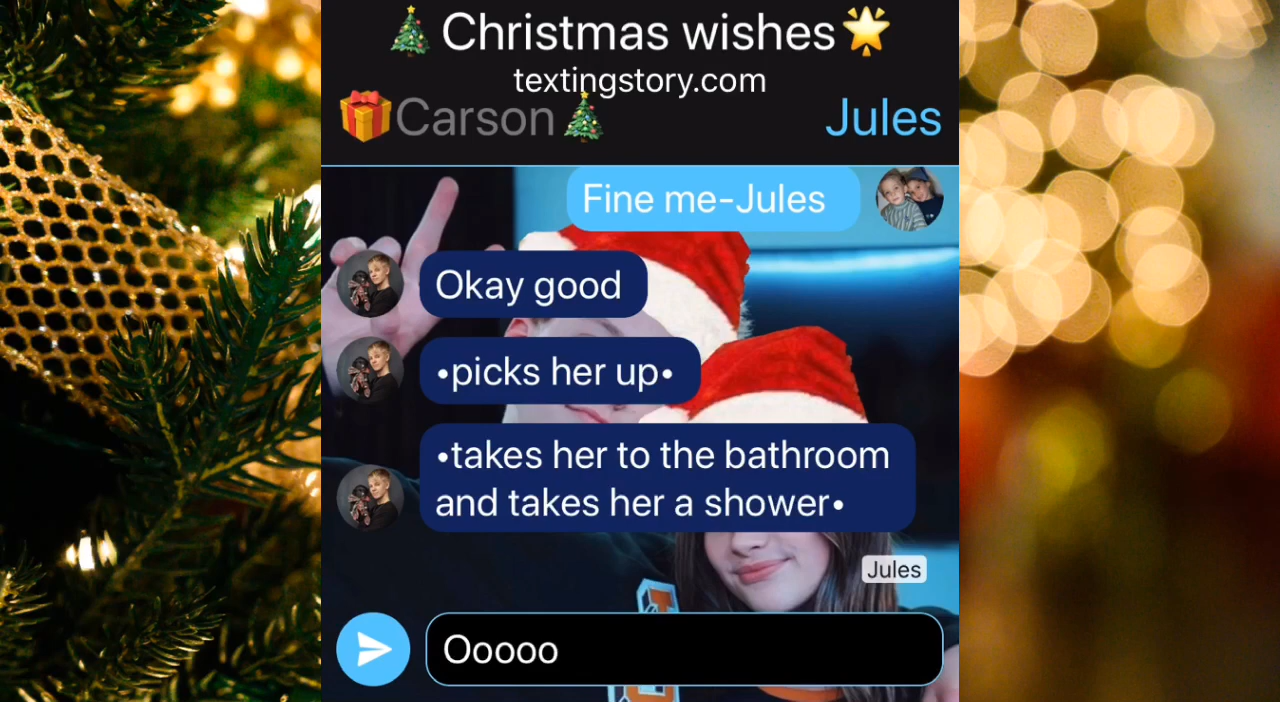 🎄Christmas wishes🌟
textingstory.com
🎁Carson🎄
Jules
Fine me-Jules
Okay good
•picks her up•
•takes her to the bathroom
and takes her a shower•
Jules
Ooooo